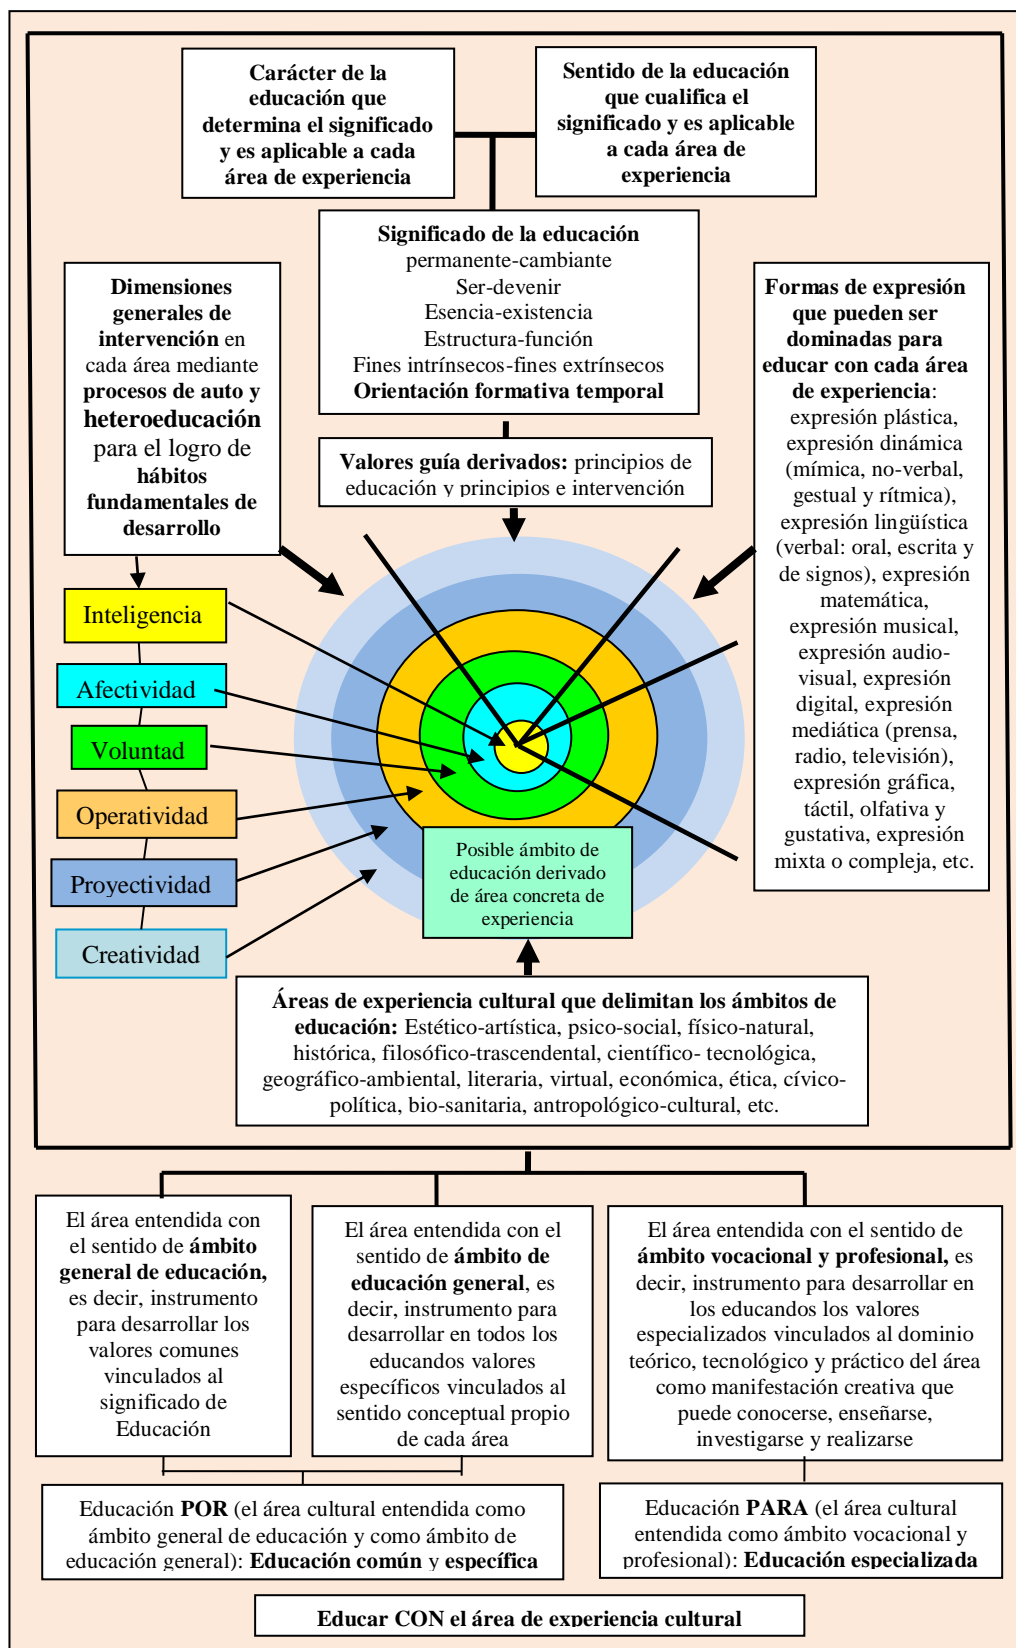 Carácter de la
educación que
determina el significado
y es aplicable a cada
área de experiencia
Sentido de la educación
que cualifica el
significado y es aplicable
a cada área de
experiencia
Significado de la educación
permanente-cambiante
Ser-devenir
Esencia-existencia
Estructura-función
Fines intrínsecos-fines extrínsecos
Orientación formativa temporal
Dimensiones
generales de
intervención en
cada área mediante
procesos de auto y
heteroeducación
para el logro de
hábitos
fundamentales de
desarrollo
Formas de expresión
que pueden ser
dominadas para
educar con cada área
de experiencia:
expresión plástica,
expresión dinámica
(mímica, no-verbal,
gestual y rítmica),
expresión lingüística
(verbal: oral, escrita y
de signos), expresión
matemática,
expresión musical,
expresión audio-
visual, expresión
digital, expresión
mediática (prensa,
radio, televisión),
expresión gráfica,
táctil, olfativa y
gustativa, expresión
mixta o compleja, etc.
Valores guía derivados: principios de
educación y principios e intervención
Inteligencia
Afectividad
Voluntad
Operatividad
Proyectividad
Creatividad
Posible ámbito de
educación derivado
de área concreta de
experiencia
Áreas de experiencia cultural que delimitan los ámbitos de
educación: Estético-artística, psico-social, físico-natural,
histórica, filosófico-trascendental, científico- tecnológica,
geográfico-ambiental, literaria, virtual, económica, ética, cívico-
política, bio-sanitaria, antropológico-cultural, etc.
El área entendida con
el sentido de ámbito
general de educación,
es decir, instrumento
para desarrollar los
valores comunes
vinculados al
significado de
Educación
El área entendida con el
sentido de ámbito de
educación general, es
decir, instrumento para
desarrollar en todos los
educandos valores
específicos vinculados al
sentido conceptual propio
de cada área
El área entendida con el sentido de
ámbito vocacional y profesional, es
decir, instrumento para desarrollar en
los educandos los valores
especializados vinculados al dominio
teórico, tecnológico y práctico del área
como manifestación creativa que
puede conocerse, enseñarse,
investigarse y realizarse
Educación POR (el área cultural entendida como
ámbito general de educación y como ámbito de
educación general): Educación común y específica
Educación PARA (el área cultural
entendida como ámbito vocacional y
profesional): Educación especializada
Educar CON el área de experiencia cultural